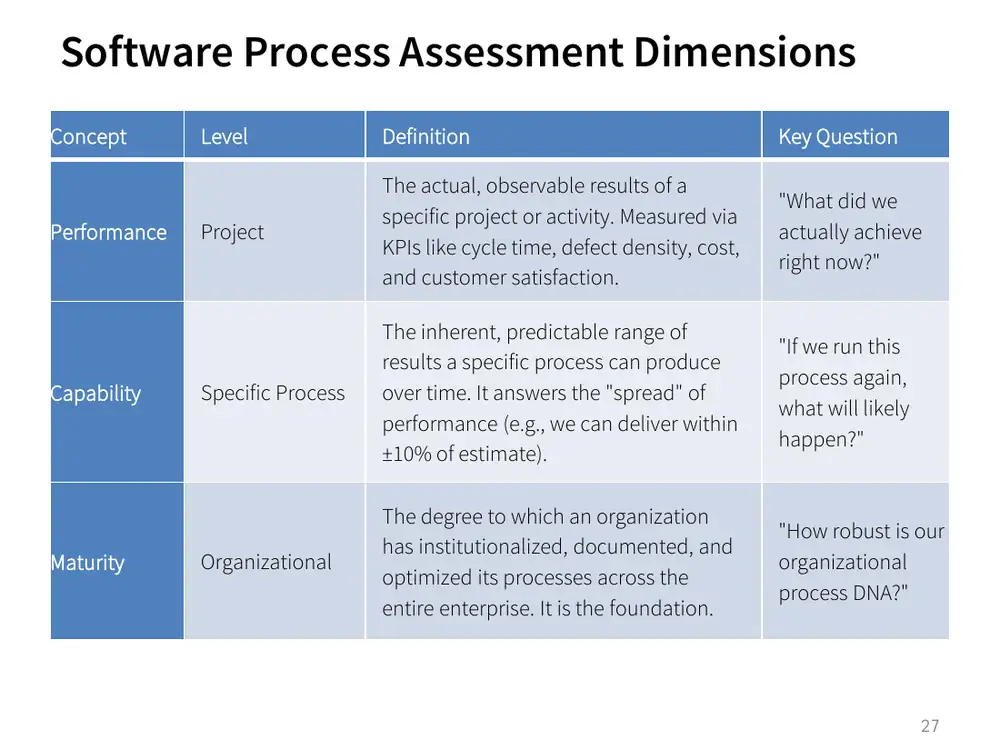 Software Process Assessment Dimensions
Concept
Level
Definition
Key Question
Performance
Project
The actual, observable results of a
specific project or activity. Measured via
KPIs like cycle time, defect density, cost,
and customer satisfaction.
"What did we
actually achieve
right now?"
Capability
Specific Process
The inherent, predictable range of
results a specific process can produce
over time. It answers the "spread" of
performance (e.g., we can deliver within
±10% of estimate).
"If we run this
process again,
what will likely
happen?"
Maturity
Organizational
The degree to which an organization
has institutionalized, documented, and
optimized its processes across the
entire enterprise. It is the foundation.
"How robust is our
organizational
process DNA?"
27